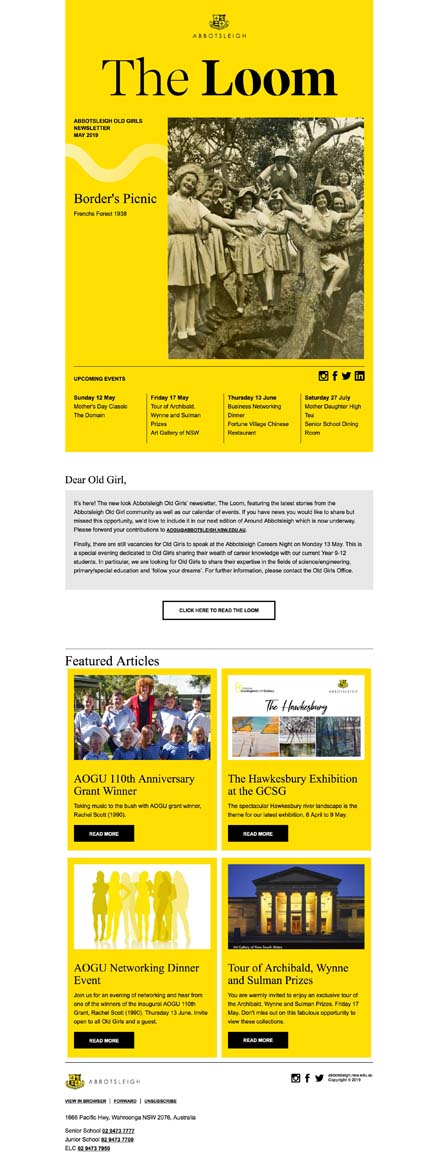 ABBOTSLEIGH
The Loom
ABBOTSLEIGH OLD GIRLS
NEWSLETTER
MAY 2019
Border's Picnic
Frenchs Forest 1938
UPCOMING EVENTS
Sunday 12 May
Mother's Day Classic
The Domain
Friday 17 May
Tour of Archibald,
Wynne and Sulman
Prizes
Art Gallery of NSW
Thursday 13 June
Business Networking
Dinner
Fortune Village Chinese
Restaurant
Saturday 27 July
Mother Daughter High
Tea
Senior School Dining
Room
Dear Old Girl,
It's here! The new look Abbotsleigh Old Girls' newsletter, The Loom, featuring the latest stories from the
Abbotsleigh Old Girl community as well as our calendar of events. If you have news you would like to share but
missed this opportunity, we'd love to include it in our next edition of Around Abbotsleigh which is now underway.
Please forward your contributions to AOGU@ABBOTSLEIGH.NSW.EDU.AU.
Finally, there are still vacancies for Old Girls to speak at the Abbotsleigh Careers Night on Monday 13 May. This is
a special evening dedicated to Old Girls sharing their wealth of career knowledge with our current Year 9-12
students. In particular, we are looking for Old Girls to share their expertise in the fields of science/engineering,
primary/special education and 'follow your dreams'. For further information, please contact the Old Girls Office.
CLICK HERE TO READ THE LOOM
Featured Articles
ABBOTSLEIGH
The Hawkesbury
AOGU 110th Anniversary
Grant Winner
Taking music to the bush with AOGU grant winner,
Rachel Scott (1990).
READ MORE
The Hawkesbury Exhibition
at the GCSG
The spectacular Hawkesbury river landscape is the
theme for our latest exhibition. 6 April to 9 May.
READ MORE
Art Gallery of New South Wales
AOGU Networking Dinner
Event
Join us for an evening of networking and hear from
one of the winners of the inaugural AOGU 110th
Grant, Rachel Scott (1990). Thursday 13 June. Invite
open to all Old Girls and a guest.
READ MORE
Tour of Archibald, Wynne
and Sulman Prizes
You are warmly invited to enjoy an exclusive tour of
the Archibald, Wynne and Sulman Prizes. Friday 17
May. Don't miss out on this fabulous opportunity to
view these collections.
READ MORE
ABBOTSLEIGH
abbotsleigh.nsw.edu.au
Copyright © 2019
VIEW IN BROWSER | FORWARD | UNSUBSCRIBE
1666 Pacific Hwy, Wahroonga NSW 2076, Australia
Senior School 02 9473 7777
Junior School 02 9473 7700
ELC 02 9473 7950